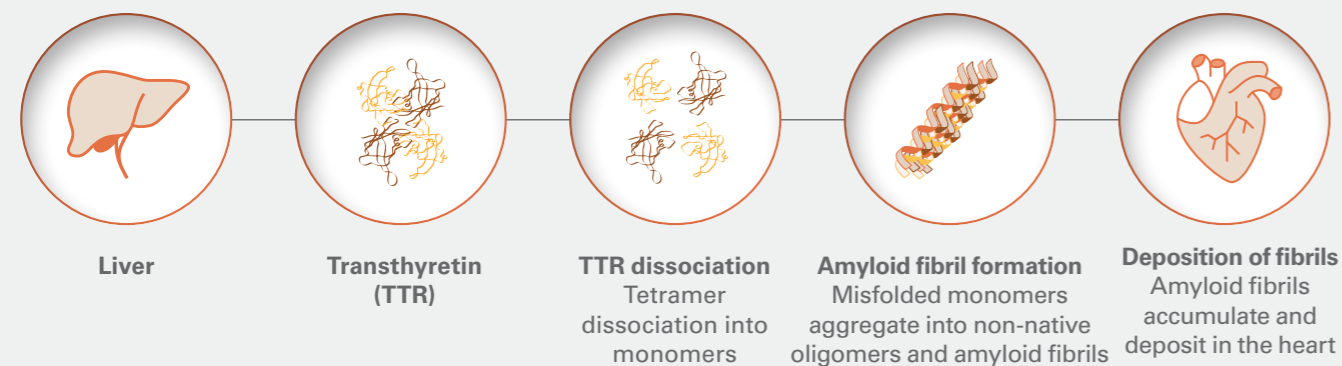 Liver
Transthyretin
(TTR)
TTR dissociation
Tetramer
dissociation into
monomers
Amyloid fibril formation
Misfolded monomers
aggregate into non-native
oligomers and amyloid fibrils
Deposition of fibrils
Amyloid fibrils
accumulate and
deposit in the heart